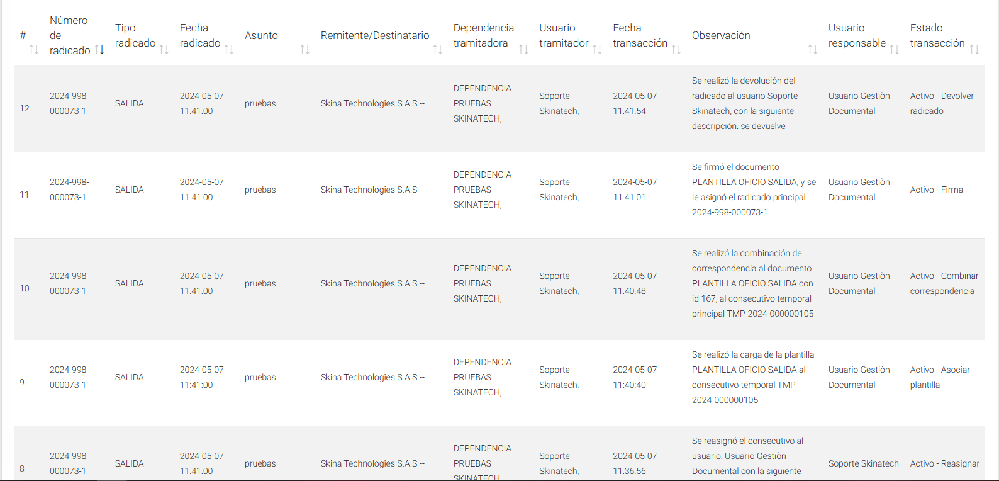 #
Número
de
radicado
Tipo
radicado
Fecha
radicado
Asunto
Remitente/Destinatario
Dependencia
tramitadora
Usuario
tramitador
Fecha
transacción
Observación
Usuario
responsable
Estado
transacción
12
2024-998-
000073-1
SALIDA
2024-05-07
11:41:00
pruebas
Skina Technologies S.A.S --
DEPENDENCIA
PRUEBAS
SKINATECH,
Soporte
Skinatech,
2024-05-07
11:41:54
Se realizó la devolución del
radicado al usuario Soporte
Skinatech, con la siguiente
descripción: se devuelve
Usuario Gestiòn
Documental
Activo - Devolver
radicado
11
2024-998-
000073-1
SALIDA
2024-05-07
11:41:00
pruebas
Skina Technologies S.A.S --
DEPENDENCIA
PRUEBAS
SKINATECH,
Soporte
Skinatech,
2024-05-07
11:41:01
Se firmó el documento
PLANTILLA OFICIO SALIDA, y se
le asignó el radicado principal
2024-998-000073-1
Usuario Gestiòn
Documental
Activo - Firma
10
2024-998-
000073-1
SALIDA
2024-05-07
11:41:00
pruebas
Skina Technologies S.A.S --
DEPENDENCIA
PRUEBAS
SKINATECH,
Soporte
Skinatech,
2024-05-07
11:40:48
Se realizó la combinación de
correspondencia al documento
PLANTILLA OFICIO SALIDA con
id 167, al consecutivo temporal
principal TMP-2024-000000105
Usuario Gestiòn
Documental
Activo - Combinar
correspondencia
9
2024-998-
000073-1
SALIDA
2024-05-07
11:41:00
pruebas
Skina Technologies S.A.S --
DEPENDENCIA
PRUEBAS
SKINATECH,
Soporte
Skinatech,
2024-05-07
11:40:40
Se realizó la carga de la plantilla
PLANTILLA OFICIO SALIDA al
consecutivo temporal TMP-
2024-000000105
Usuario Gestiòn
Documental
Activo - Asociar
plantilla
8
2024-998-
000073-1
SALIDA
2024-05-07
11:41:00
pruebas
Skina Technologies S.A.S --
DEPENDENCIA
PRUEBAS
SKINATECH,
Soporte
Skinatech,
2024-05-07
11:36:56
Se reasignó el consecutivo al
usuario: Usuario Gestiòn
Documental con la siguiente
Soporte Skinatech
Activo - Reasignar